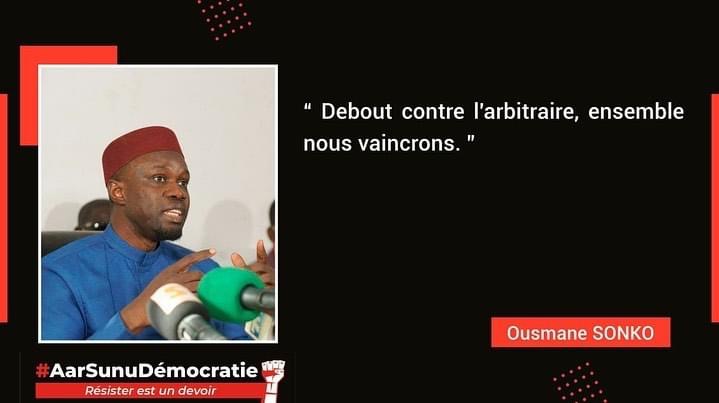 “ Debout contre l'arbitraire, ensemble
nous vaincrons. "
Ousmane SONKO
#AarSunuDémocratie
Résister est un devoir